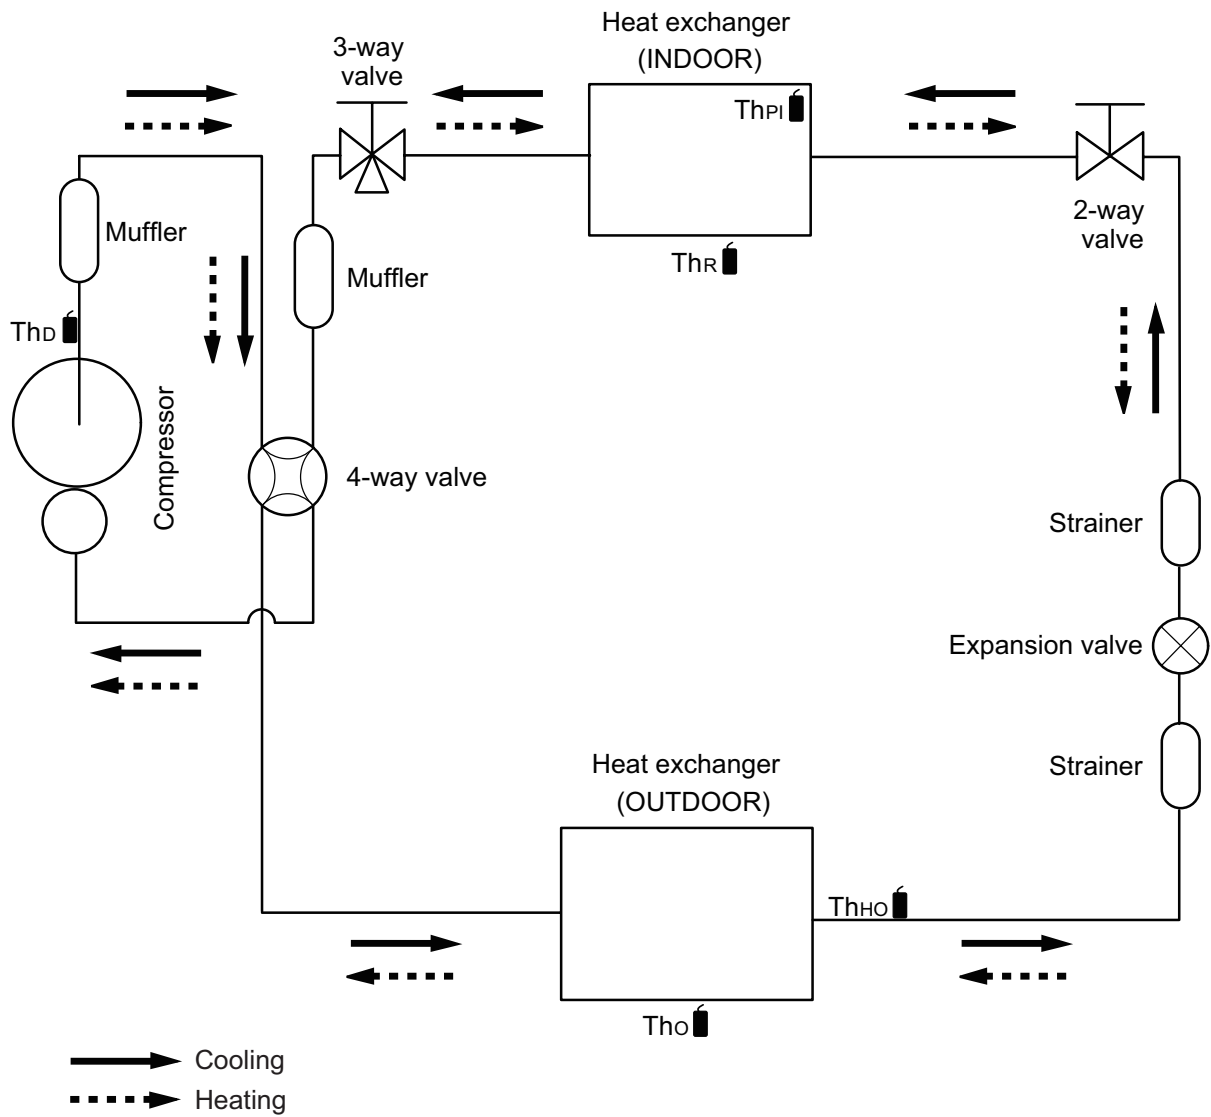 Heat exchanger
(INDOOR)
3-way
valve
ThPI
Muffler
2-way
valve
ThR
Muffler
ThD
Compressor
4-way valve
Strainer
Expansion valve
Heat exchanger
(OUTDOOR)
Strainer
ThHO
ThO
Cooling
Heating